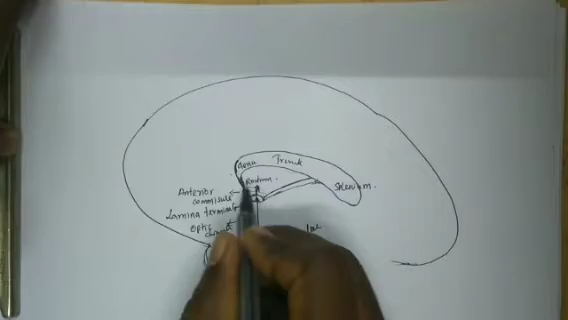 Genu Trunk
Rostrum.
Splenium.
Anterior
commissure
Lamina terminalis
Optic